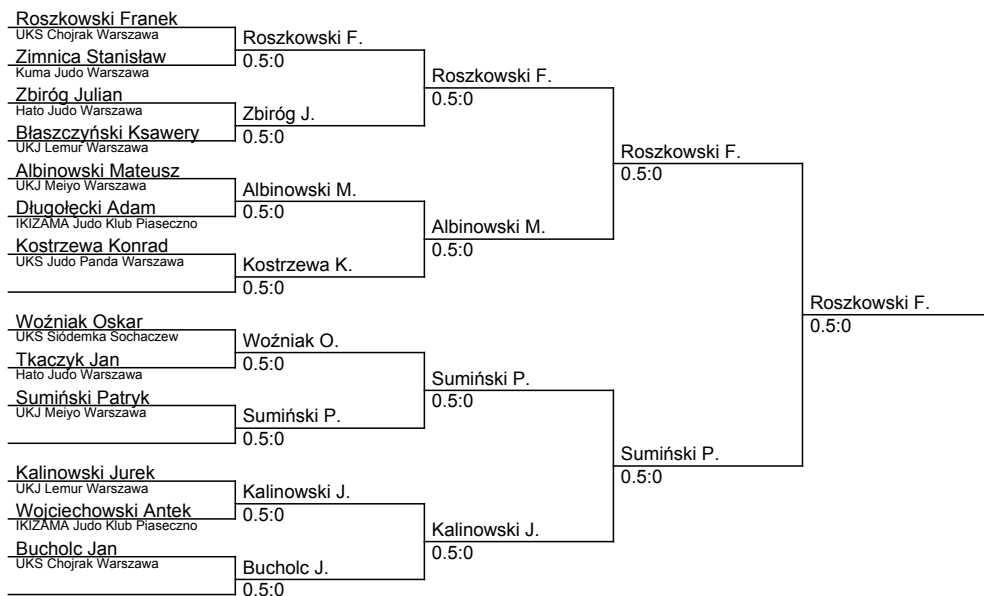 Roszkowski Franek
UKS Chojrak Warszawa
Zimnica Stanisław
Kuma Judo Warszawa
Zbiróg Julian
Hato Judo Warszawa
Błaszczyński Ksawery
UKJ Lemur Warszawa
Albinowski Mateusz
UKJ Meiyo Warszawa
Długołęcki Adam
IKIZAMA Judo Klub Piaseczno
Kostrzewa Konrad
UKS Judo Panda Warszawa
Woźniak Oskar
UKS Siódemka Sochaczew
Tkaczyk Jan
Hato Judo Warszawa
Sumiński Patryk
UKJ Meiyo Warszawa
Kalinowski Jurek
UKJ Lemur Warszawa
Wojciechowski Antek
IKIZAMA Judo Klub Piaseczno
Bucholc Jan
UKS Chojrak Warszawa
Roszkowski F.
0.5:0
Zbiróg J.
0.5:0
Albinowski M.
0.5:0
Kostrzewa K.
0.5:0
Woźniak O.
0.5:0
Sumiński P.
0.5:0
Kalinowski J.
0.5:0
Bucholc J.
0.5:0
Roszkowski F.
0.5:0
Albinowski M.
0.5:0
Sumiński P.
0.5:0
Kalinowski J.
0.5:0
Roszkowski F.
0.5:0
Sumiński P.
0.5:0
Roszkowski F.
0.5:0